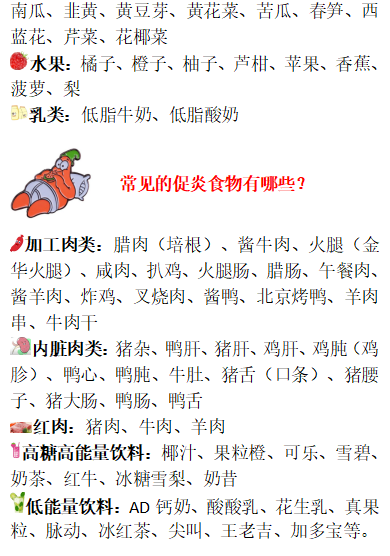 南瓜、韭黄、黄豆芽、黄花菜、苦瓜、春笋、西
蓝花、芹菜、花椰菜
水果：橘子、橙子、柚子、芦柑、苹果、香蕉、
菠萝、梨
乳类：低脂牛奶、低脂酸奶
常见的促炎食物有哪些？
加工肉类：腊肉（培根）、酱牛肉、火腿（金
华火腿）、咸肉、扒鸡、火腿肠、腊肠、午餐肉、
酱羊肉、炸鸡、叉烧肉、酱鸭、北京烤鸭、羊肉
串、牛肉干
内脏肉类：猪杂、鸭肝、猪肝、鸡肝、鸡肫（鸡
胗）、鸭心、鸭肫、牛肚、猪舌（口条）、猪腰
子、猪大肠、鸭肠、鸭舌
红肉：猪肉、牛肉、羊肉
高糖高能量饮料：椰汁、果粒橙、可乐、雪碧、
奶茶、红牛、冰糖雪梨、奶昔
低能量饮料：AD 钙奶、酸酸乳、花生乳、真果
粒、脉动、冰红茶、尖叫、王老吉、加多宝等。